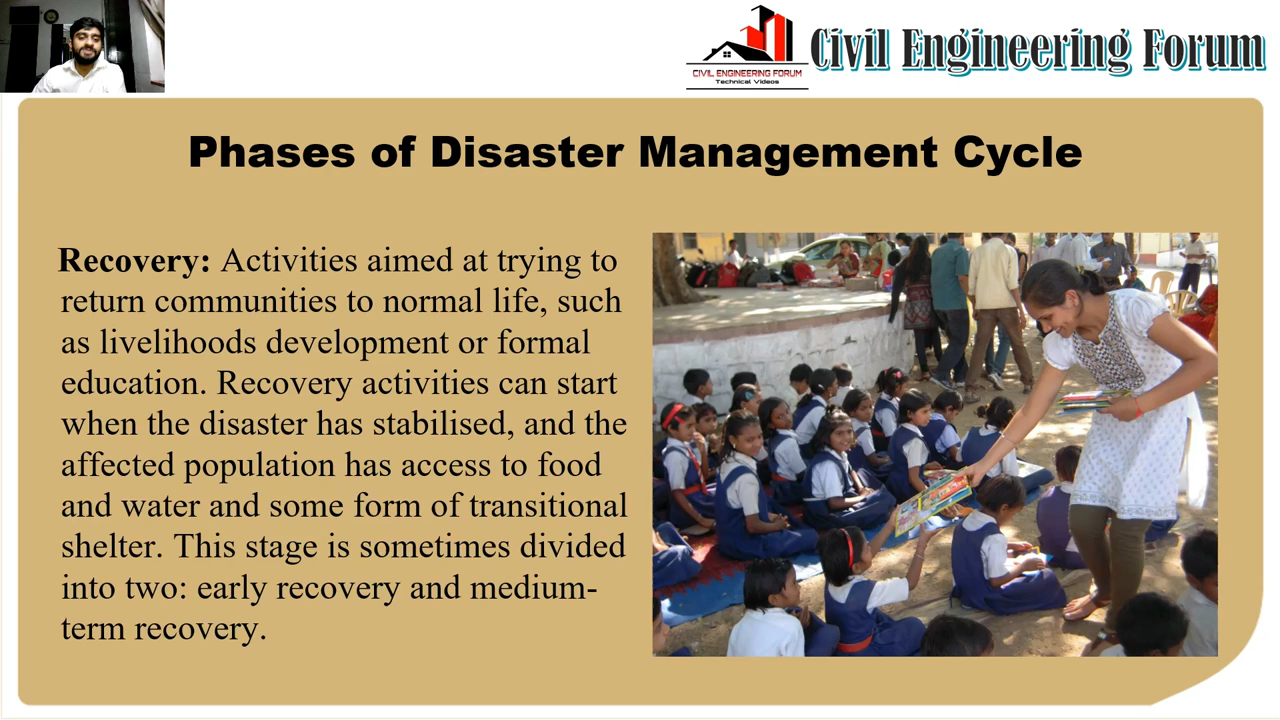 CIVIL ENGINEERING FORUM
Technical Videos
Civil Engineering Forum
Phases of Disaster Management Cycle
Recovery: Activities aimed at trying to
return communities to normal life, such
as livelihoods development or formal
education. Recovery activities can start
when the disaster has stabilised, and the
affected population has access to food
and water and some form of transitional
shelter. This stage is sometimes divided
into two: early recovery and medium-
term recovery.